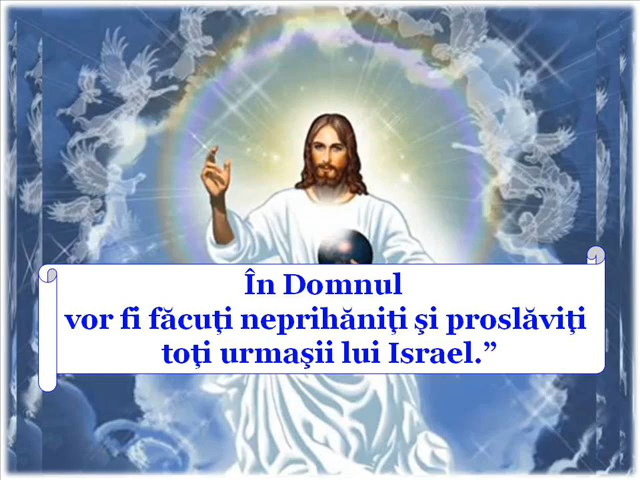 În Domnul
vor fi făcuţi neprihăniţi şi proslăviţi
toţi urmaşii lui Israel.”